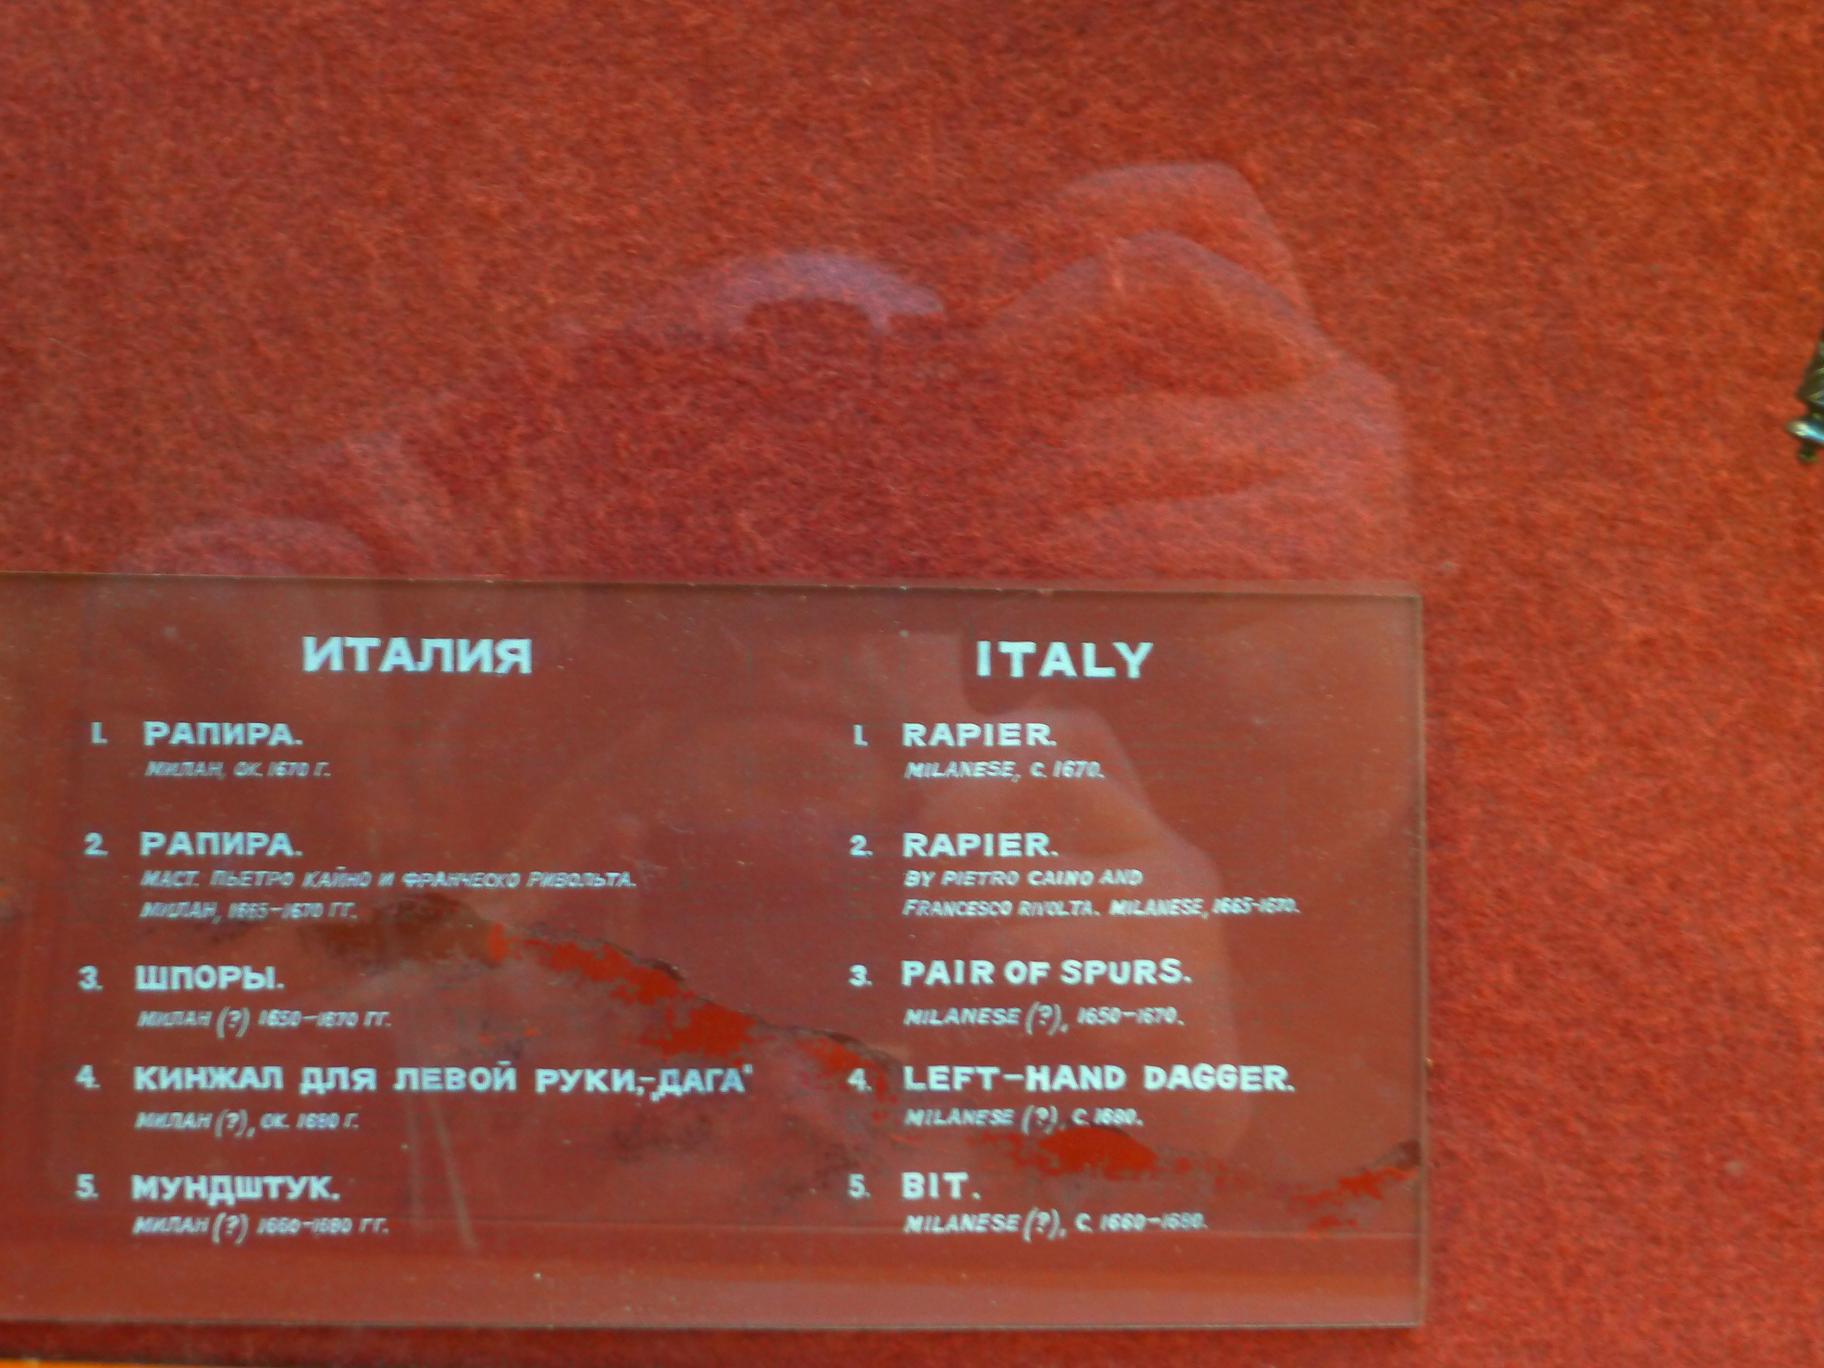 ИТАЛИЯ
1. РАПИРА.
МИЛАН, ОК. 1670 Г.
2. РАПИРА.
МАСТ. ПЬЕТРО КАЙНО И ФРАНЧЕСКО РИВОЛЬТА.
МИЛАН, 1665–1670 ГГ.
3. ШПОРЫ.
МИЛАН (?) 1650–1670 ГГ.
4. КИНЖАЛ ДЛЯ ЛЕВОЙ РУКИ,–„ДАГА"
МИЛАН (?), ОК. 1680 Г.
5. МУНДШТУК.
МИЛАН (?) 1660–1680 ГГ.
ITALY
1. RAPIER.
MILANESE, C. 1670.
2. RAPIER.
BY PIETRO CAINO AND
FRANCESCO RIVOLTA. MILANESE, 1665-1670.
3. PAIR OF SPURS.
MILANESE (?), 1650–1670.
4. LEFT–HAND DAGGER.
MILANESE (?), C. 1680.
5. BIT.
MILANESE (?), C. 1660–1680.